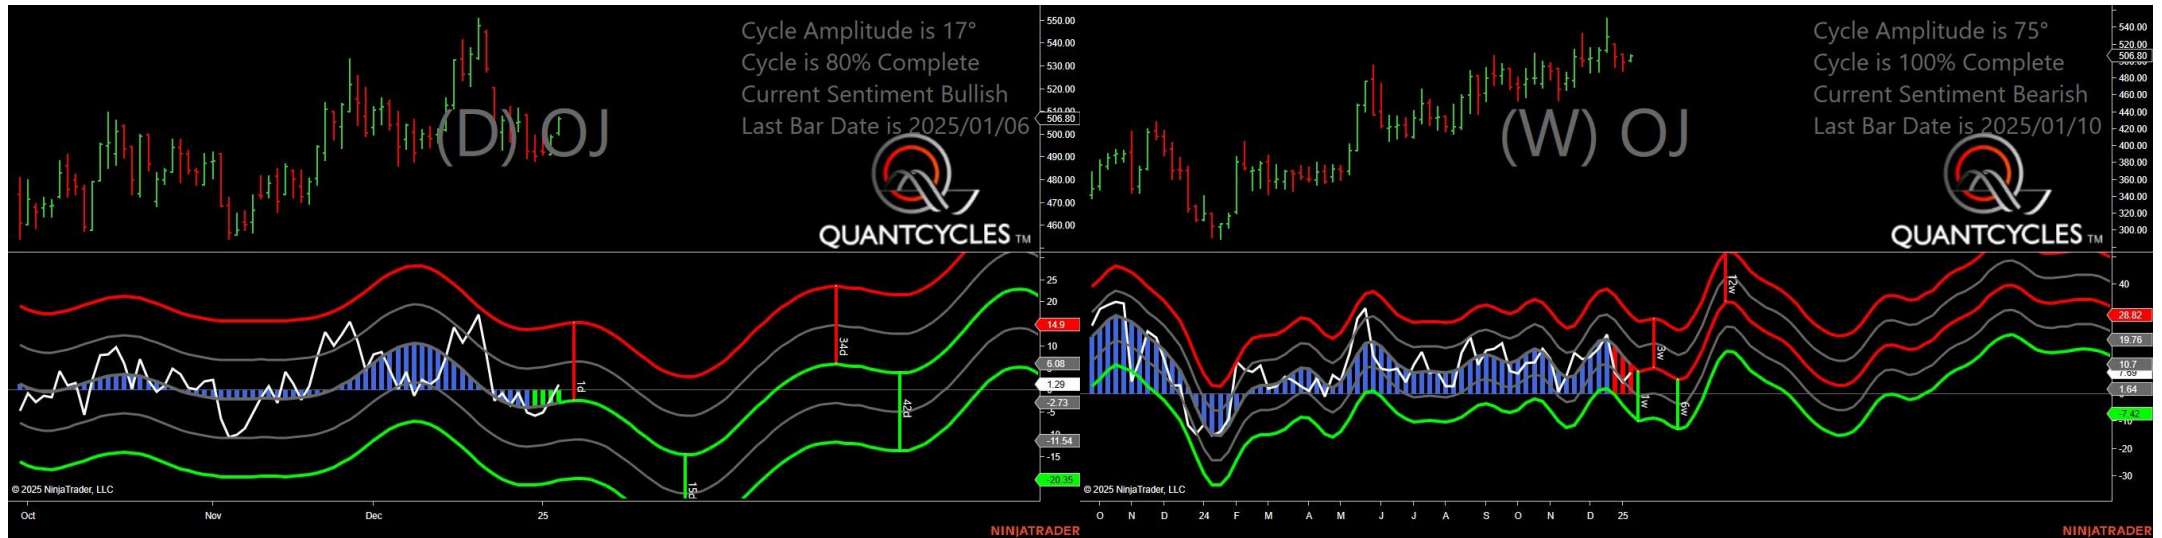 Cycle Amplitude is 17°
Cycle is 80% Complete
Current Sentiment Bullish
Last Bar Date is 2025/01/06
(D) OJ
QUANTCYCLES TM
550.00
540.00
530.00
520.00
510.00
506.80
500.00
490.00
480.00
470.00
460.00
25
20
14.9
10
6.08
1.29
-2.73
-5
-11.54
-15
-20.35
1d
15d
34d
42d
© 2025 NinjaTrader, LLC
Oct Nov Dec 25
NINJATRADER
Cycle Amplitude is 75°
Cycle is 100% Complete
Current Sentiment Bearish
Last Bar Date is 2025/01/10
(W) OJ
QUANTCYCLES TM
540.00
520.00
506.80
480.00
460.00
440.00
420.00
400.00
380.00
360.00
340.00
320.00
300.00
40
28.82
19.76
10.7
1.64
-7.42
-10
-20
-30
1w
3w
6w
12w
© 2025 NinjaTrader, LLC
O N D 24 F M A M J J A S O N D 25
NINJATRADER